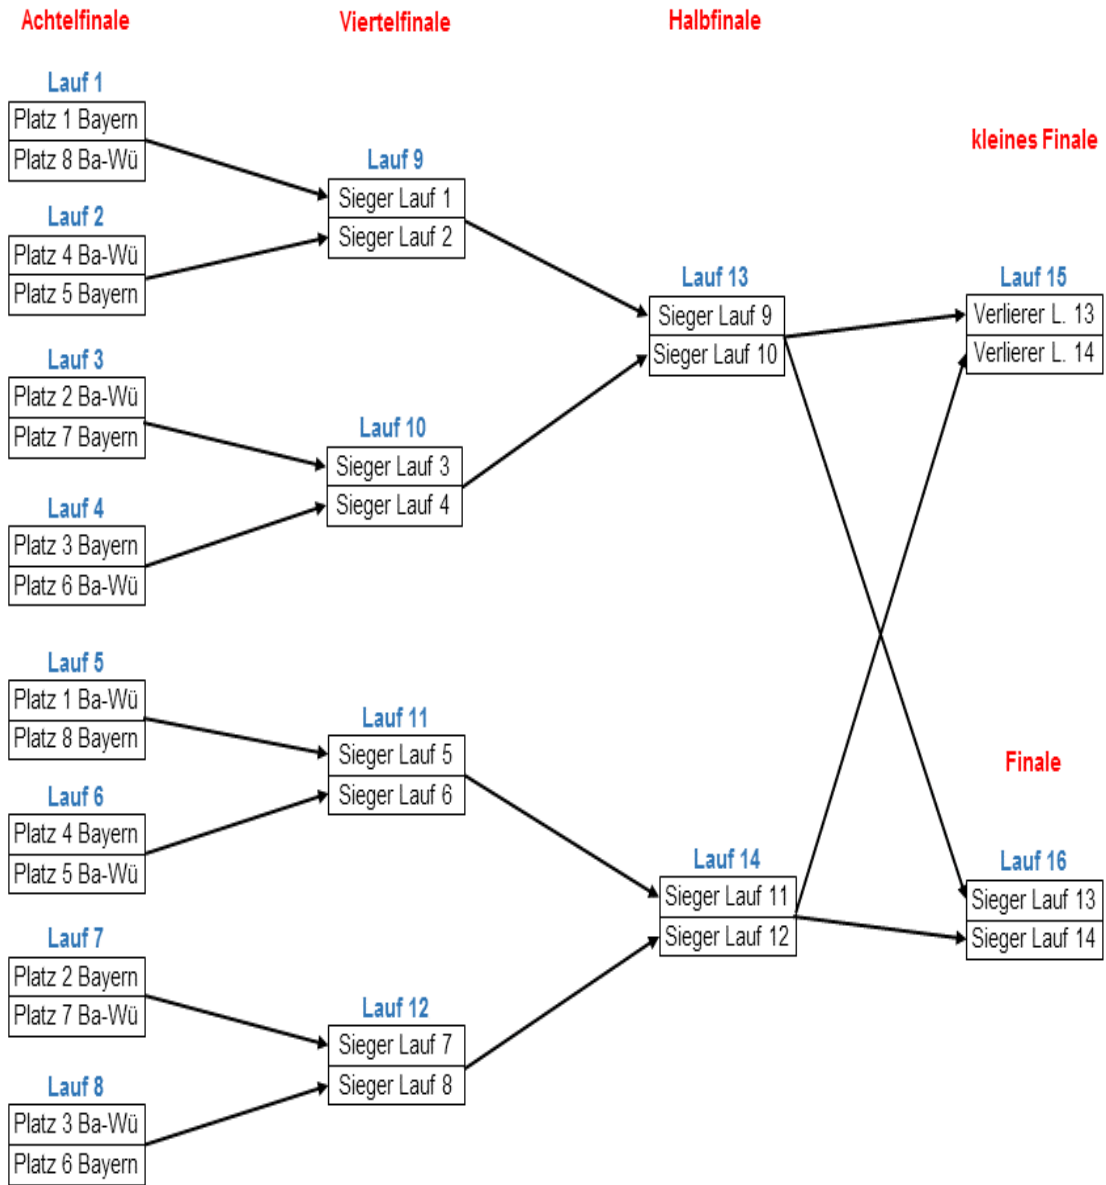 Achtelfinale
Viertelfinale
Halbfinale
Lauf 1
Platz 1 Bayern
Platz 8 Ba-Wü
Lauf 2
Platz 4 Ba-Wü
Platz 5 Bayern
Lauf 3
Platz 2 Ba-Wü
Platz 7 Bayern
Lauf 4
Platz 3 Bayern
Platz 6 Ba-Wü
Lauf 5
Platz 1 Ba-Wü
Platz 8 Bayern
Lauf 6
Platz 4 Bayern
Platz 5 Ba-Wü
Lauf 7
Platz 2 Bayern
Platz 7 Ba-Wü
Lauf 8
Platz 3 Ba-Wü
Platz 6 Bayern
Lauf 9
Sieger Lauf 1
Sieger Lauf 2
Lauf 10
Sieger Lauf 3
Sieger Lauf 4
Lauf 11
Sieger Lauf 5
Sieger Lauf 6
Lauf 12
Sieger Lauf 7
Sieger Lauf 8
Lauf 13
Sieger Lauf 9
Sieger Lauf 10
Lauf 14
Sieger Lauf 11
Sieger Lauf 12
kleines Finale
Lauf 15
Verlierer L. 13
Verlierer L. 14
Finale
Lauf 16
Sieger Lauf 13
Sieger Lauf 14